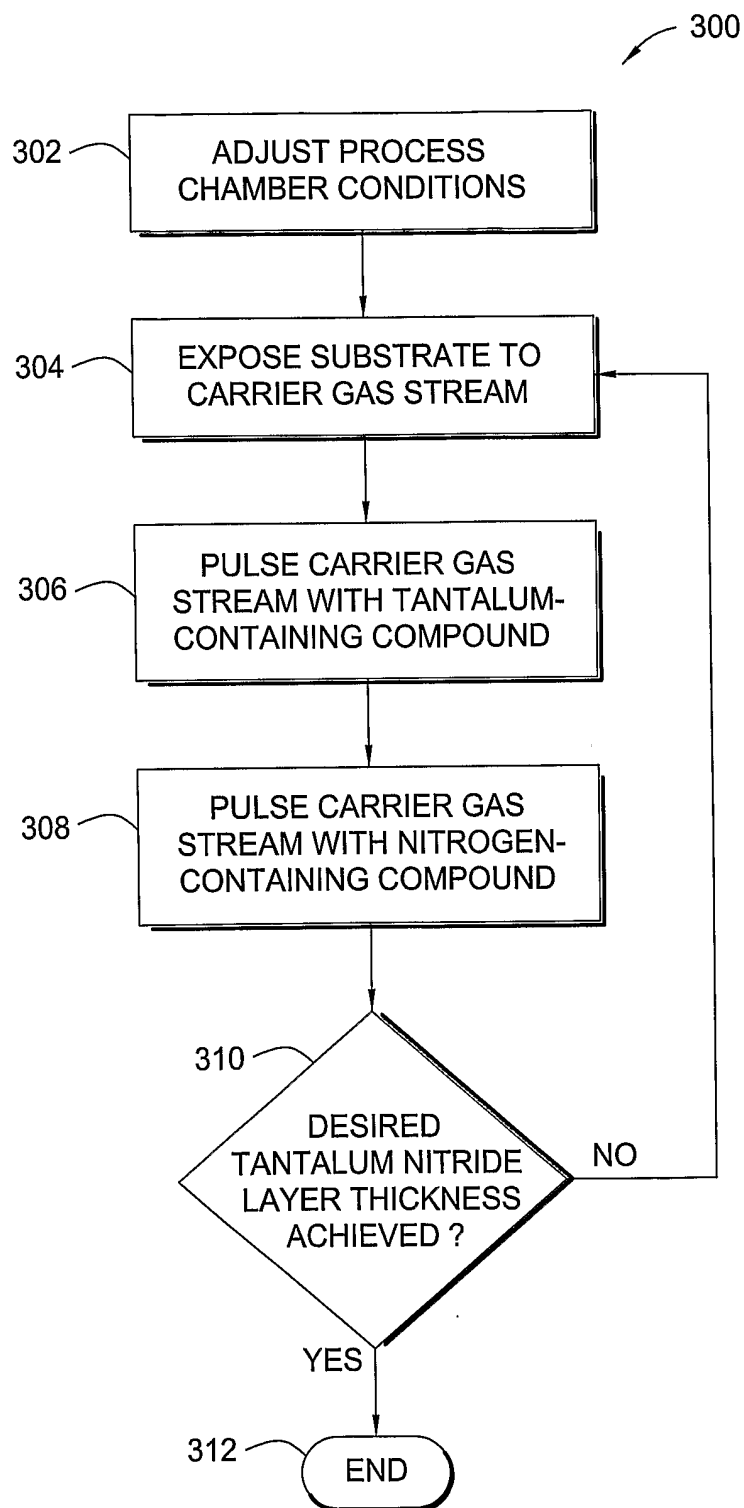 300
302
ADJUST PROCESS
CHAMBER CONDITIONS
304
EXPOSE SUBSTRATE TO
CARRIER GAS STREAM
306
PULSE CARRIER GAS
STREAM WITH TANTALUM-
CONTAINING COMPOUND
308
PULSE CARRIER GAS
STREAM WITH NITROGEN-
CONTAINING COMPOUND
310
DESIRED
TANTALUM NITRIDE
LAYER THICKNESS
ACHIEVED ?
NO
YES
312
END